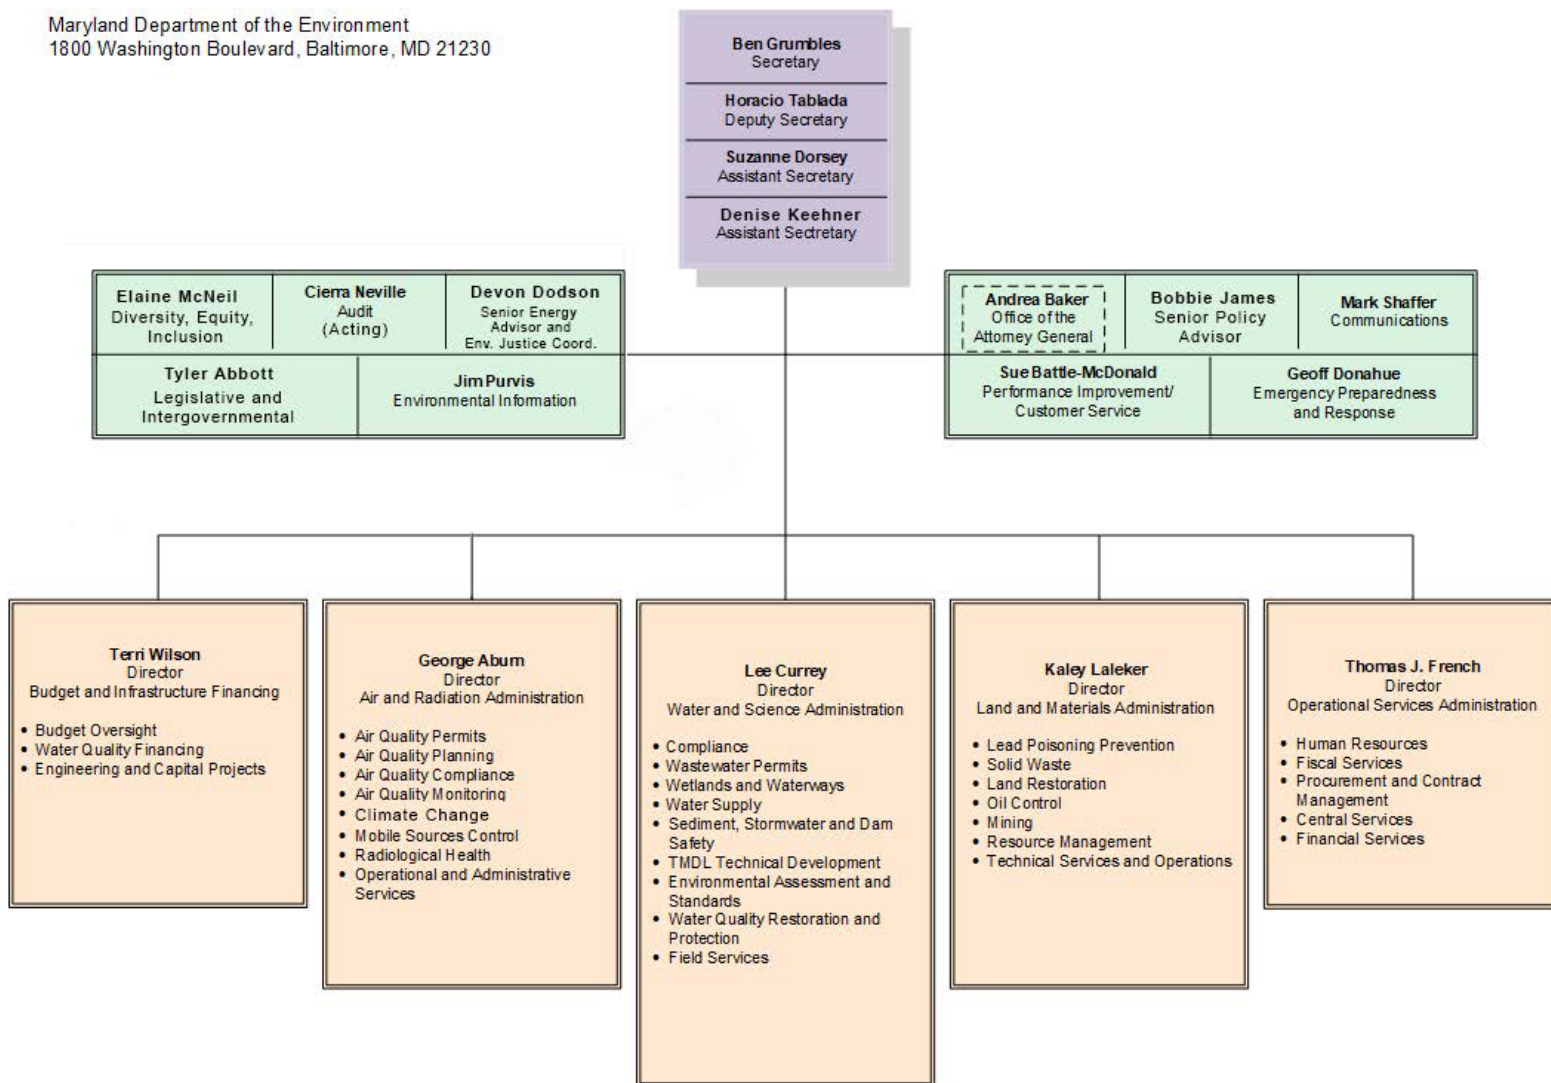 Maryland Department of the Environment
1800 Washington Boulevard, Baltimore, MD 21230
Ben Grumbles
Secretary
Horacio Tablada
Deputy Secretary
Suzanne Dorsey
Assistant Secretary
Denise Keehner
Assistant Sectretary
Elaine McNeil
Diversity, Equity,
Inclusion
Cierra Neville
Audit
(Acting)
Devon Dodson
Senior Energy
Advisor and
Env. Justice Coord.
Tyler Abbott
Legislative and
Intergovernmental
Jim Purvis
Environmental Information
Andrea Baker
Office of the
Attorney General
Bobbie James
Senior Policy
Advisor
Mark Shaffer
Communications
Sue Battle-McDonald
Performance Improvement/
Customer Service
Geoff Donahue
Emergency Preparedness
and Response
Terri Wilson
Director
Budget and Infrastructure Financing
• Budget Oversight
• Water Quality Financing
• Engineering and Capital Projects
George Aburn
Director
Air and Radiation Administration
• Air Quality Permits
• Air Quality Planning
• Air Quality Compliance
• Air Quality Monitoring
• Climate Change
• Mobile Sources Control
• Radiological Health
• Operational and Administrative
Services
Lee Currey
Director
Water and Science Administration
• Compliance
• Wastewater Permits
• Wetlands and Waterways
• Water Supply
• Sediment, Stormwater and Dam
Safety
• TMDL Technical Development
• Environmental Assessment and
Standards
• Water Quality Restoration and
Protection
• Field Services
Kaley Laleker
Director
Land and Materials Administration
• Lead Poisoning Prevention
• Solid Waste
• Land Restoration
• Oil Control
• Mining
• Resource Management
• Technical Services and Operations
Thomas J. French
Director
Operational Services Administration
• Human Resources
• Fiscal Services
• Procurement and Contract
Management
• Central Services
• Financial Services